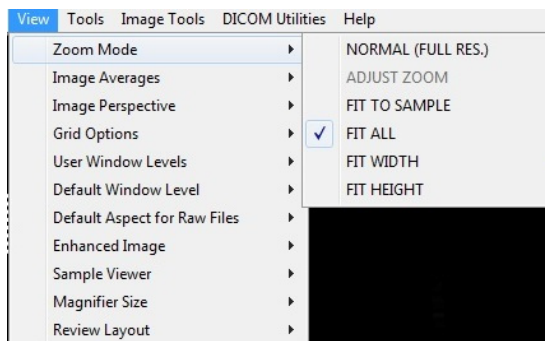 View Tools Image Tools DICOM Utilities Help
Zoom Mode
Image Averages
Image Perspective
Grid Options
User Window Levels
Default Window Level
Default Aspect for Raw Files
Enhanced Image
Sample Viewer
Magnifier Size
Review Layout
NORMAL (FULL RES.)
ADJUST ZOOM
FIT TO SAMPLE
FIT ALL
FIT WIDTH
FIT HEIGHT